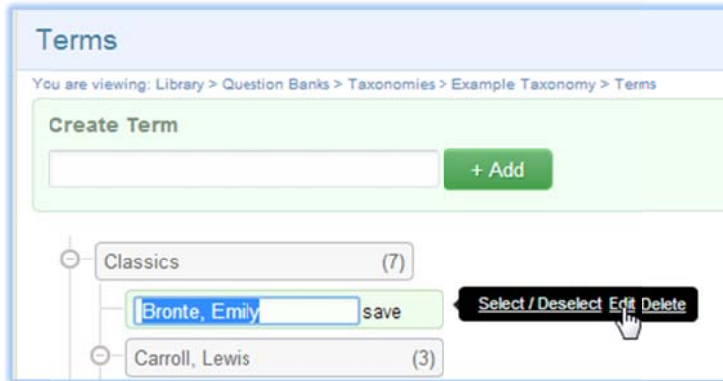 Terms
You are viewing: Library > Question Banks > Taxonomies > Example Taxonomy > Terms
Create Term
+ Add
Classics (7)
Bronte, Emily save Select / Deselect Edit Delete
Carroll, Lewis (3)